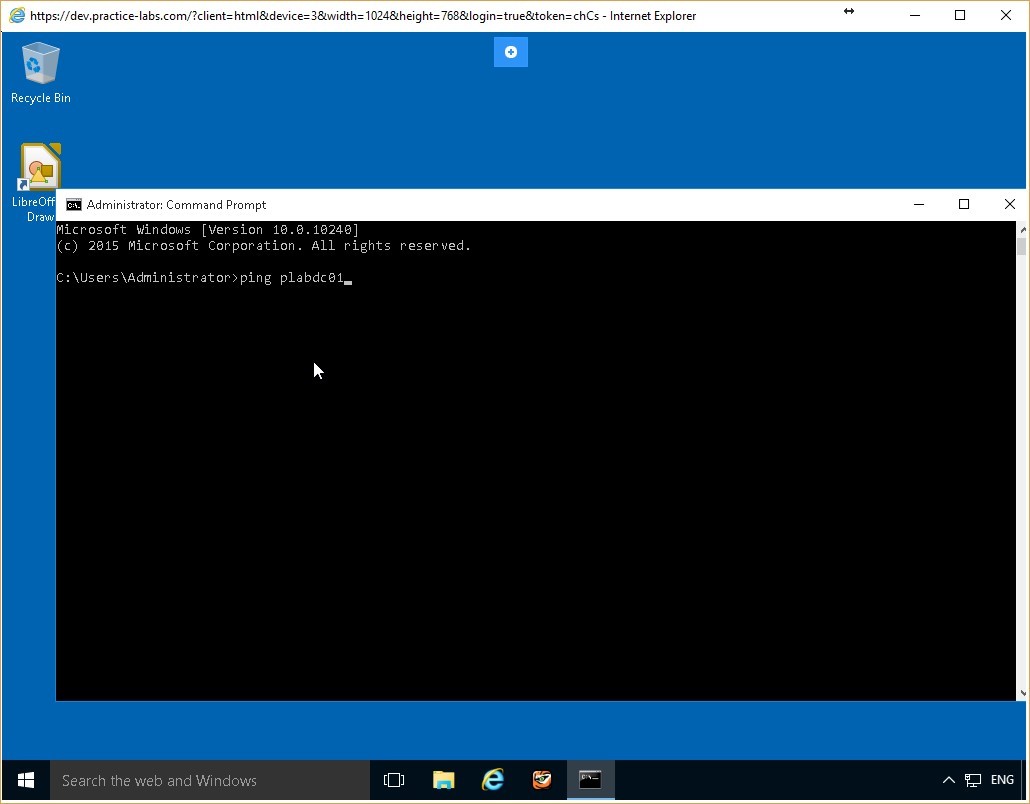 https://dev.practice-labs.com/?client=html&device=3&width=1024&height=768&login=true&token=chCs - Internet Explorer
Recycle Bin
LibreOff
Draw
Administrator: Command Prompt
Microsoft Windows [Version 10.0.10240]
(c) 2015 Microsoft Corporation. All rights reserved.
C:\Users\Administrator>ping plabdc01
Search the web and Windows
ENG